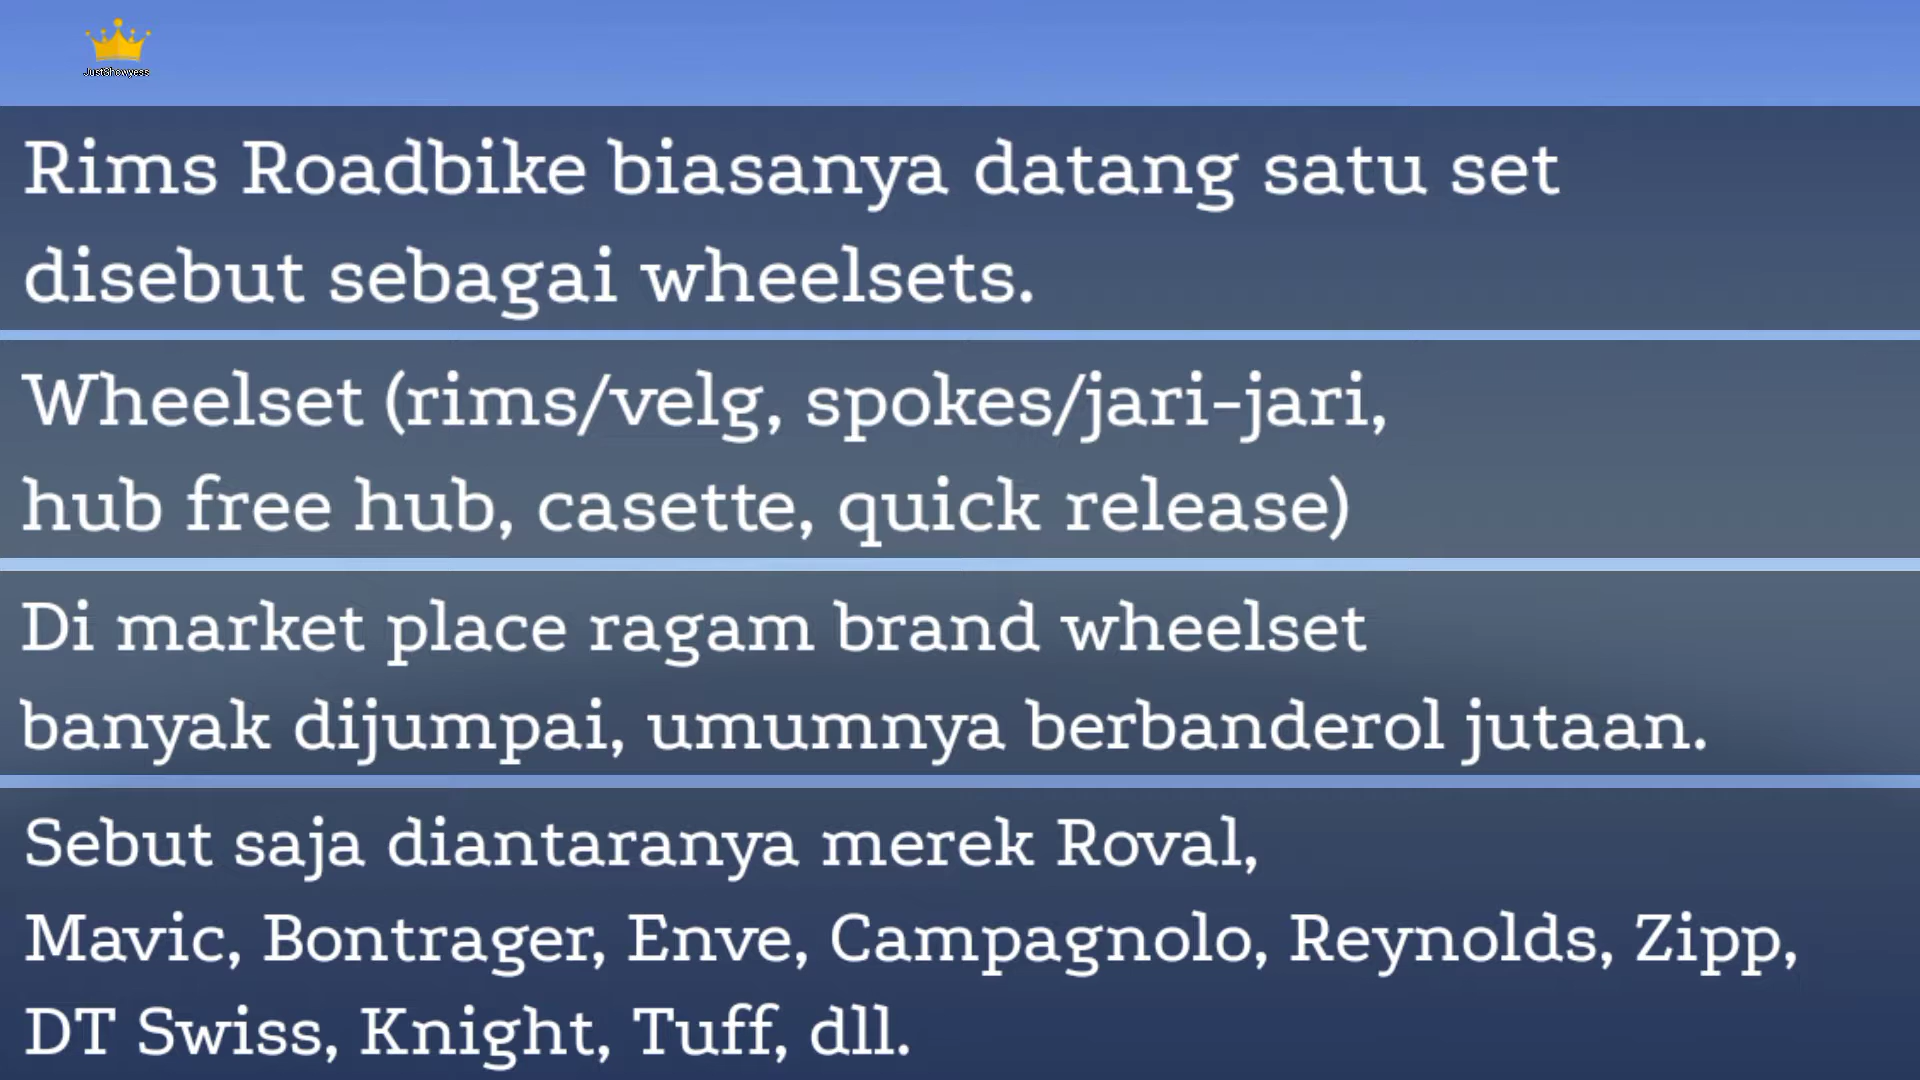 JustShowyess
Rims Roadbike biasanya datang satu set
disebut sebagai wheelsets.
Wheelset (rims/velg, spokes/jari-jari,
hub free hub, casette, quick release)
Di market place ragam brand wheelset
banyak dijumpai, umumnya berbanderol jutaan.
Sebut saja diantaranya merek Roval,
Mavic, Bontrager, Enve, Campagnolo, Reynolds, Zipp,
DT Swiss, Knight, Tuff, dll.